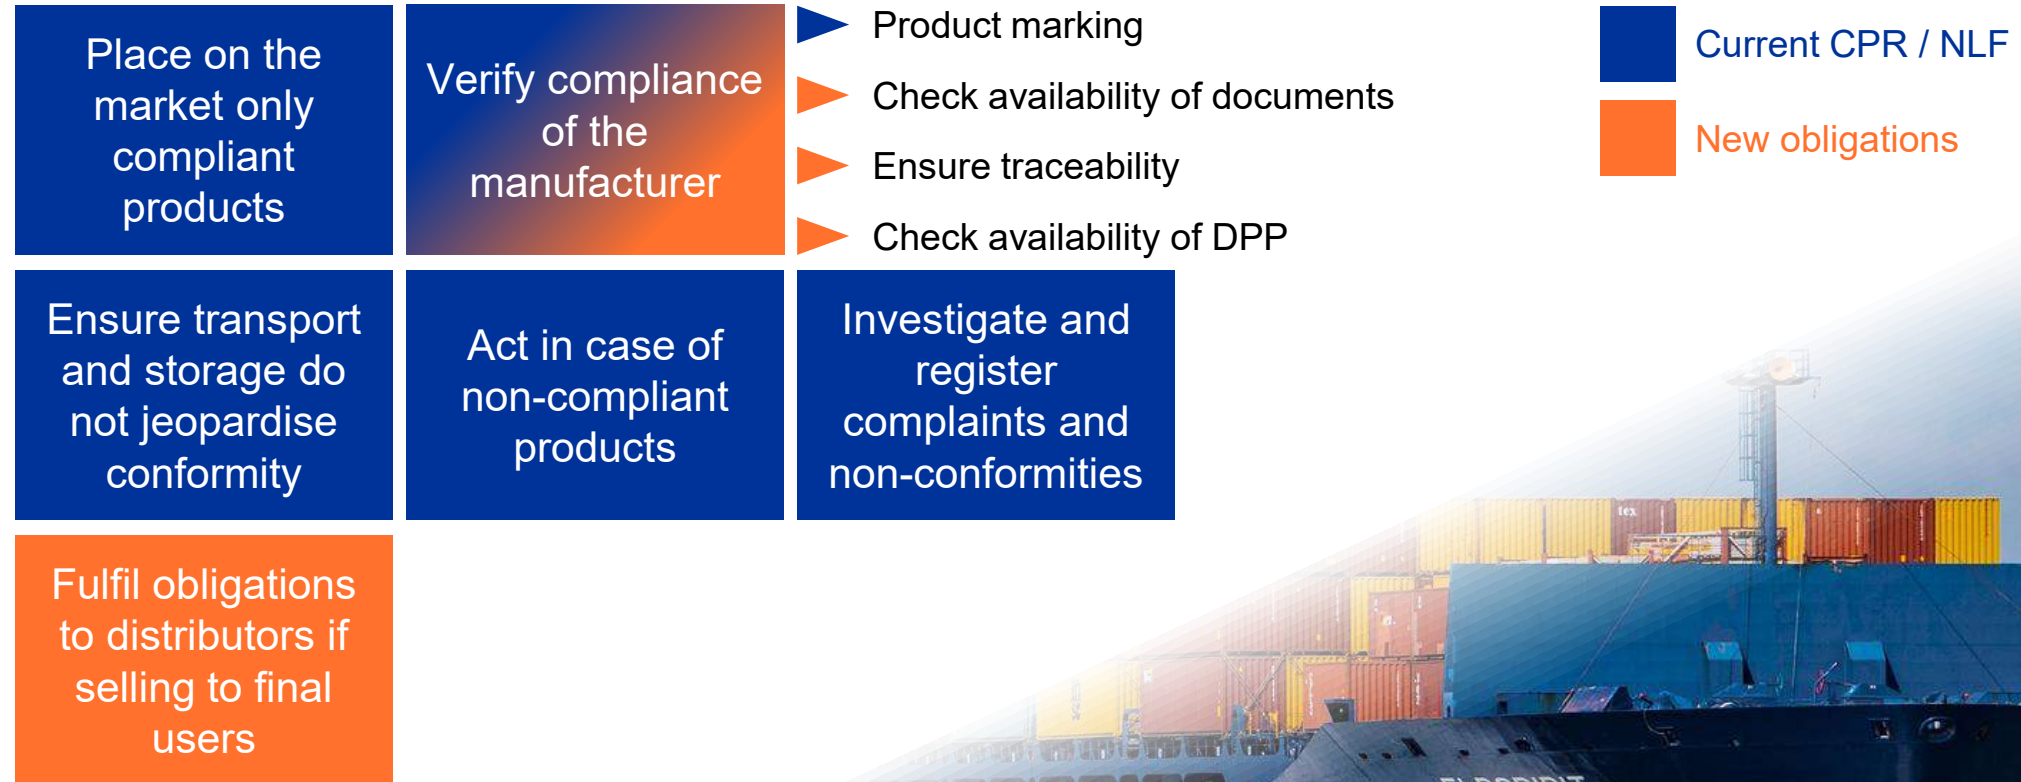 Place on the
market only
compliant
products
Verify compliance
of the
manufacturer
Product marking
Check availability of documents
Ensure traceability
Check availability of DPP
Current CPR / NLF
New obligations
Ensure transport
and storage do
not jeopardise
conformity
Act in case of
non-compliant
products
Investigate and
register
complaints and
non-conformities
Fulfil obligations
to distributors if
selling to final
users
tex